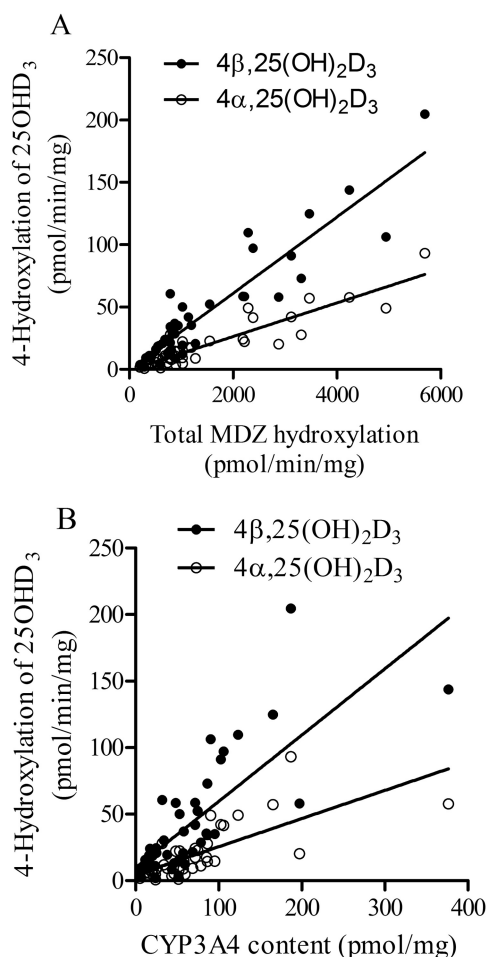 A
4β,25(OH)₂D₃
4α,25(OH)₂D₃
4-Hydroxylation of 25OHD₃
(pmol/min/mg)
250
200
150
100
50
0
0 2000 4000 6000
Total MDZ hydroxylation
(pmol/min/mg)
B
4β,25(OH)₂D₃
4α,25(OH)₂D₃
4-Hydroxylation of 25OHD₃
(pmol/min/mg)
250
200
150
100
50
0
0 100 200 300 400
CYP3A4 content (pmol/mg)